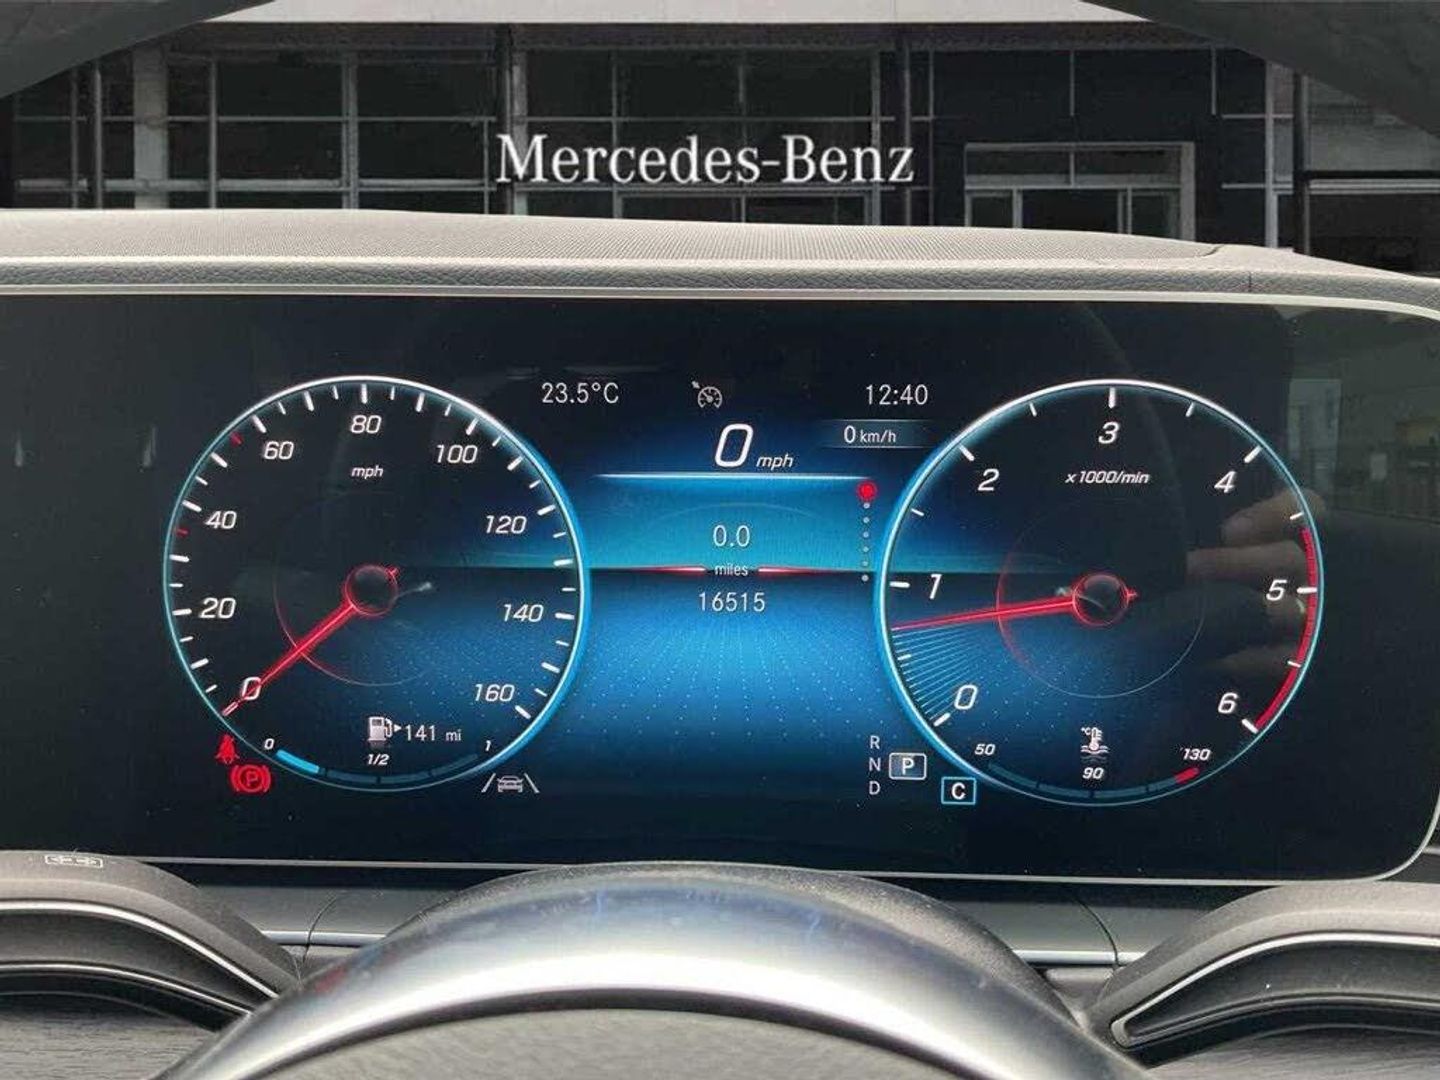 Mercedes-Benz
23.5°C
12:40
0 mph
0 km/h
0 20 40 60 80 100 120 140 160
mph
0.0
miles
16515
0 1 2 3 4 5 6
x1000/min
141 mi
0 1/2 1
P
R
N P
D
C
50 90 130
°C